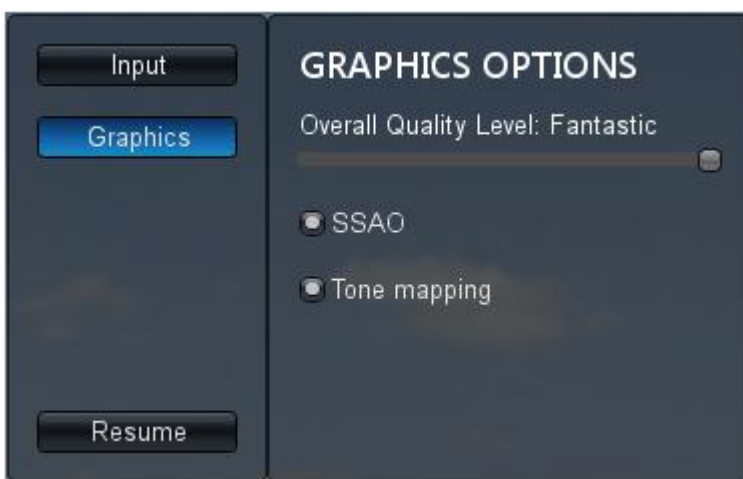 Input
Graphics
Resume
GRAPHICS OPTIONS
Overall Quality Level: Fantastic
SSAO
Tone mapping